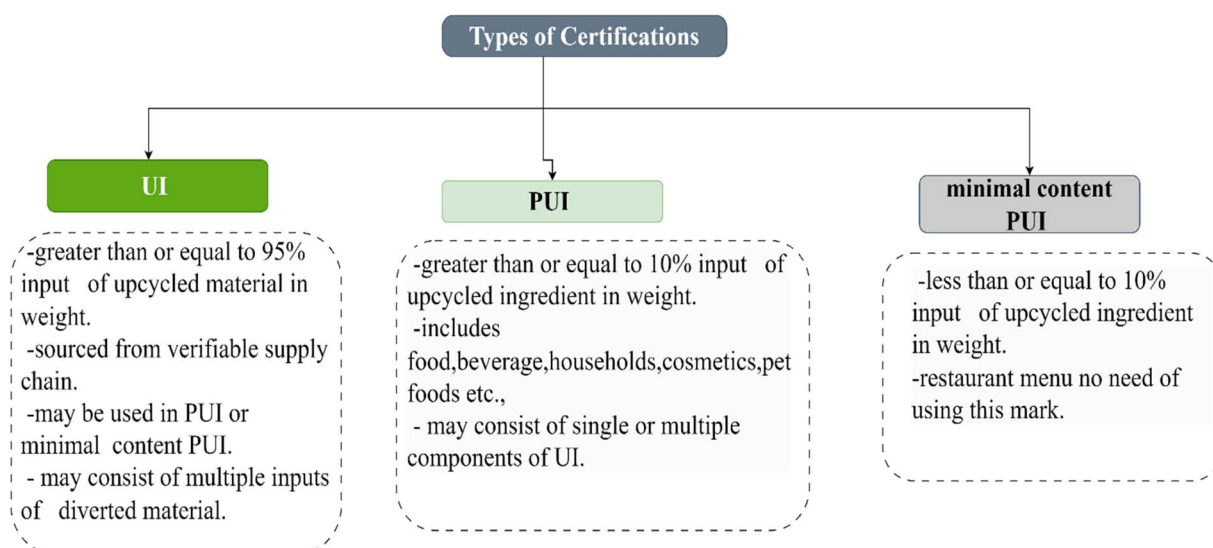 Types of Certifications
UI
-greater than or equal to 95%
input of upcycled material in
weight.
-sourced from verifiable supply
chain.
-may be used in PUI or
minimal content PUI.
- may consist of multiple inputs
of diverted material.
PUI
-greater than or equal to 10% input of
upcycled ingredient in weight.
-includes
food,beverage,households,cosmetics,pet
foods etc.,
- may consist of single or multiple
components of UI.
minimal content
PUI
-less than or equal to 10%
input of upcycled ingredient
in weight.
-restaurant menu no need of
using this mark.